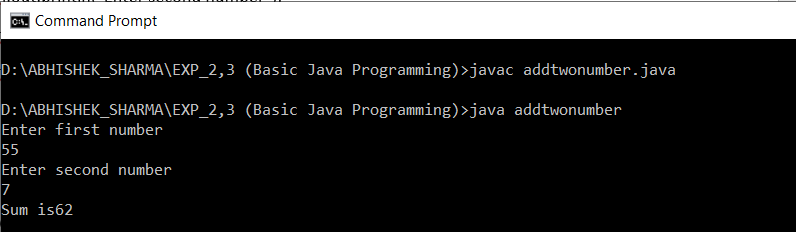 Command Prompt
D:\ABHISHEK_SHARMA\EXP_2,3 (Basic Java Programming)>javac addtwonumber.java
D:\ABHISHEK_SHARMA\EXP_2,3 (Basic Java Programming)>java addtwonumber
Enter first number
55
Enter second number
7
Sum is62